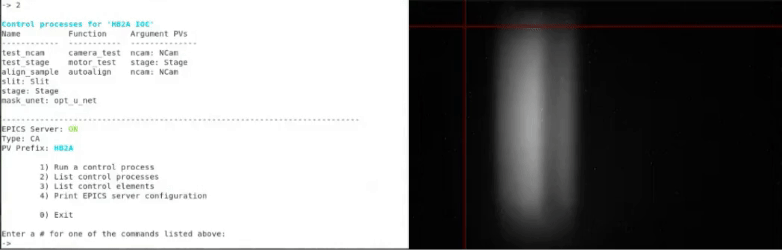 -> 2
Control processes for 'HB2A IOC'
Name Function Argument PVs
------------ ----------- --------------
test_ncam camera_test ncam: NCam
test_stage motor_test stage: Stage
align_sample autoalign ncam: NCam
slit: Slit
stage: Stage
mask_unet: opt_u_net
--------------------------------------------------------------------------------
EPICS Server: ON
Type: CA
PV Prefix: HB2A
1) Run a control process
2) List control processes
3) List control elements
4) Print EPICS server configuration
0) Exit
Enter a # for one of the commands listed above:
->